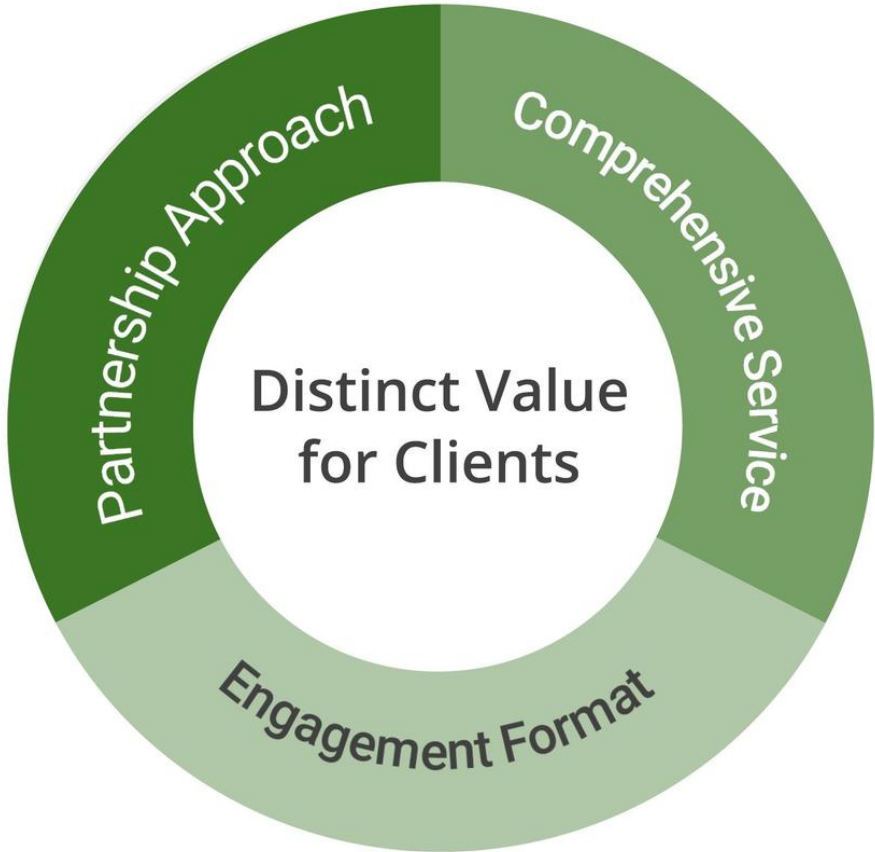 Partnership Approach
Comprehensive Service
Distinct Value
for Clients
Engagement Format